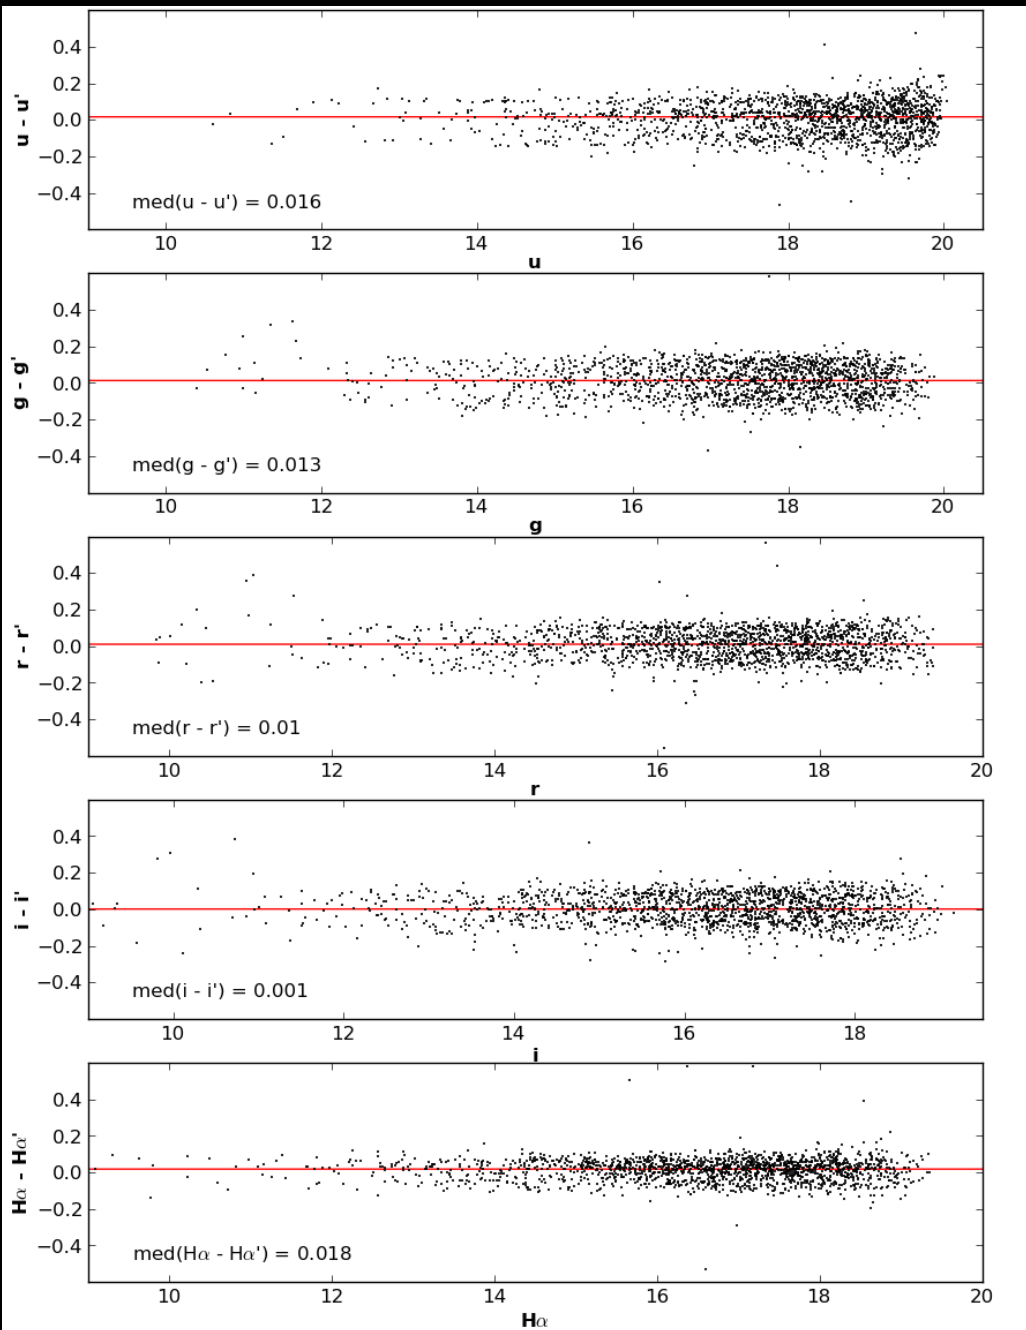 0.4
0.2
0.0
−0.2
−0.4
u - u'
med(u - u') = 0.016
10 12 14 16 18 20
u
0.4
0.2
0.0
−0.2
−0.4
g - g'
med(g - g') = 0.013
10 12 14 16 18 20
g
0.4
0.2
0.0
−0.2
−0.4
r - r'
med(r - r') = 0.01
10 12 14 16 18 20
r
0.4
0.2
0.0
−0.2
−0.4
i - i'
med(i - i') = 0.001
10 12 14 16 18
i
0.4
0.2
0.0
−0.2
−0.4
Hα - Hα'
med(Hα - Hα') = 0.018
10 12 14 16 18 20
Hα